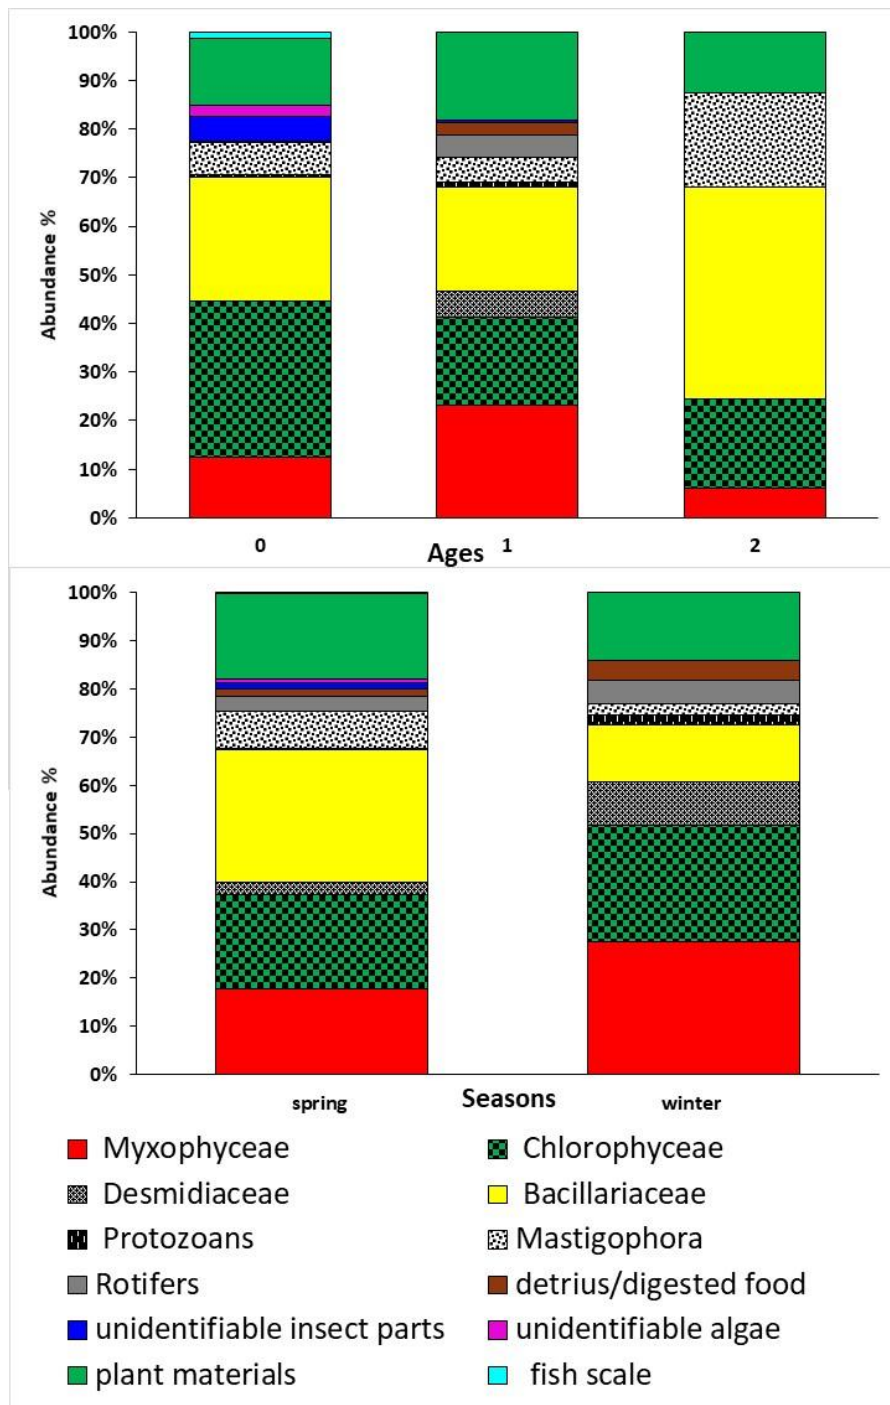 100%
90%
80%
70%
60%
50%
40%
30%
20%
10%
0%
Abundance %
0 1 2
Ages
100%
90%
80%
70%
60%
50%
40%
30%
20%
10%
0%
Abundance %
spring winter
Seasons
Myxophyceae Chlorophyceae
Desmidiaceae Bacillariaceae
Protozoans Mastigophora
Rotifers detrius/digested food
unidentifiable insect parts unidentifiable algae
plant materials fish scale